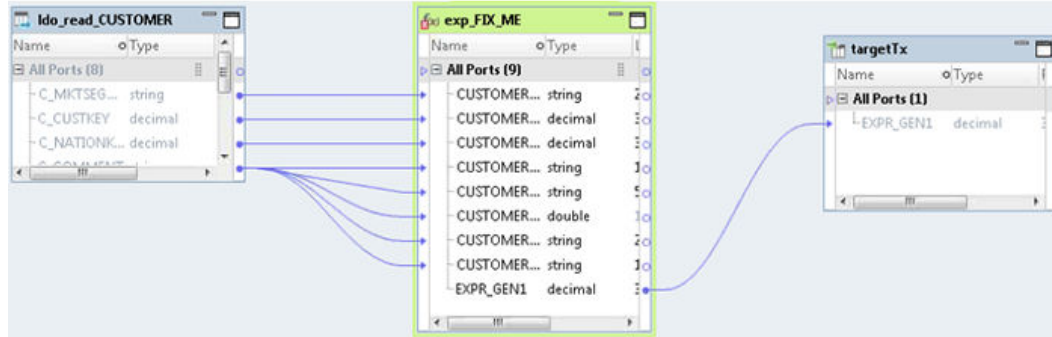 ldo_read_CUSTOMER
Name Type
All Ports (8)
C_MKTSEG... string
C_CUSTKEY decimal
C_NATIONK... decimal
exp_FIX_ME
Name Type
All Ports (9)
CUSTOMER... string
CUSTOMER... decimal
CUSTOMER... decimal
CUSTOMER... string
CUSTOMER... string
CUSTOMER... double
CUSTOMER... string
CUSTOMER... string
EXPR_GEN1 decimal
targetTx
Name Type
All Ports (1)
EXPR_GEN1 decimal